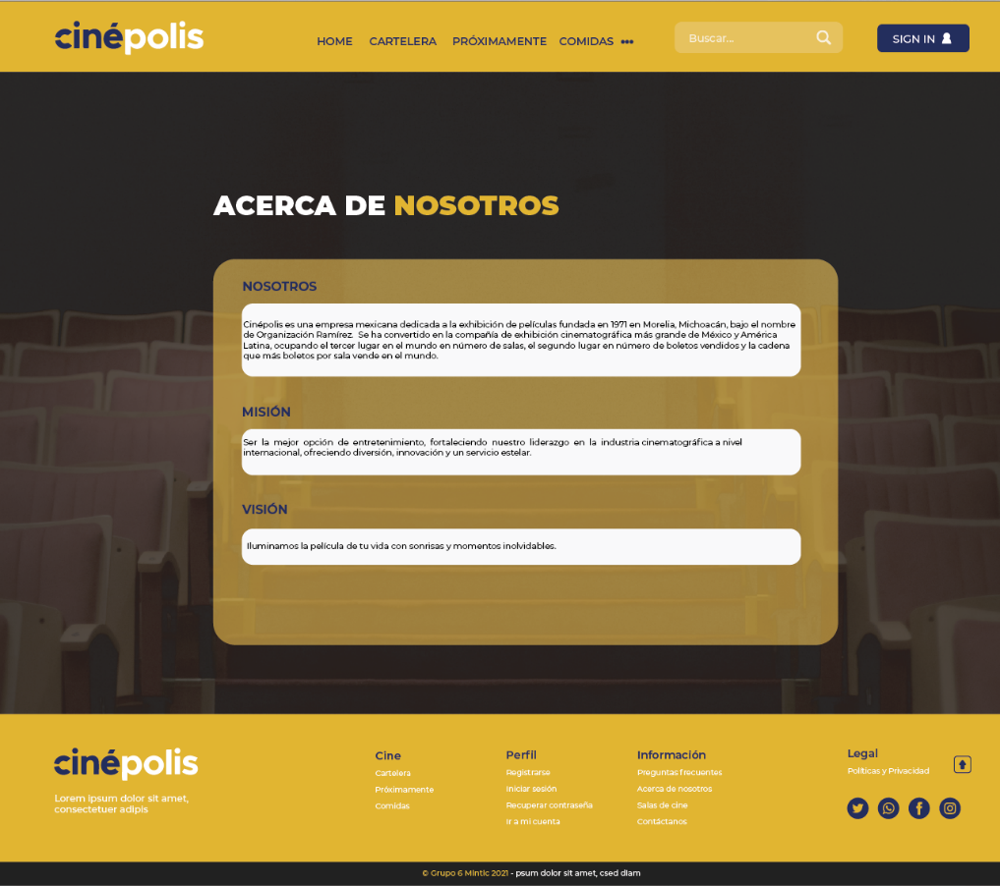 cinépolis
HOME CARTELERA PRÓXIMAMENTE COMIDAS •••
Buscar...
SIGN IN
ACERCA DE NOSOTROS
NOSOTROS
Cinépolis es una empresa mexicana dedicada a la exhibición de películas fundada en 1971 en Morelia, Michoacán, bajo el nombre
de Organización Ramírez. Se ha convertido en la compañía de exhibición cinematográfica más grande de México y América
Latina, ocupando el tercer lugar en el mundo en número de salas, el segundo lugar en número de boletos vendidos y la cadena
que más boletos por sala vende en el mundo.
MISIÓN
Ser la mejor opción de entretenimiento, fortaleciendo nuestro liderazgo en la industria cinematográfica a nivel
internacional, ofreciendo diversión, innovación y un servicio estelar.
VISIÓN
Iluminamos la película de tu vida con sonrisas y momentos inolvidables.
cinépolis
Lorem ipsum dolor sit amet,
consectetuer adipis
Cine
Cartelera
Próximamente
Comidas
Perfil
Registrarse
Iniciar sesión
Recuperar contraseña
Ir a mi cuenta
Información
Preguntas frecuentes
Acerca de nosotros
Salas de cine
Contáctanos
Legal
Políticas y Privacidad
© Grupo 6 Mintic 2021 - psum dolor sit amet, csed diam